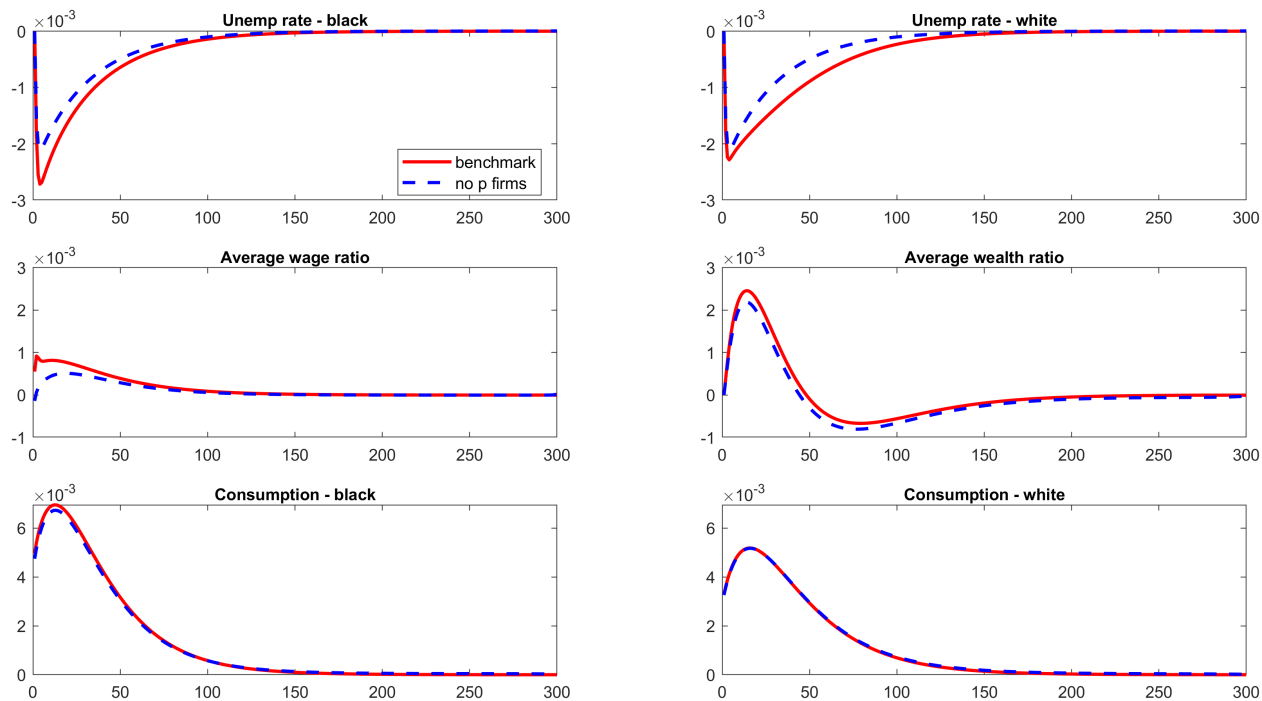 ×10-3
Unemp rate - black
0
-1
-2
-3
0 50 100 150 200 250 300
benchmark
no p firms
×10-3
Unemp rate - white
0
-1
-2
-3
0 50 100 150 200 250 300
×10-3
Average wage ratio
3
2
1
0
-1
0 50 100 150 200 250 300
×10-3
Average wealth ratio
3
2
1
0
-1
0 50 100 150 200 250 300
×10-3
Consumption - black
6
4
2
0
0 50 100 150 200 250 300
×10-3
Consumption - white
6
4
2
0
0 50 100 150 200 250 300